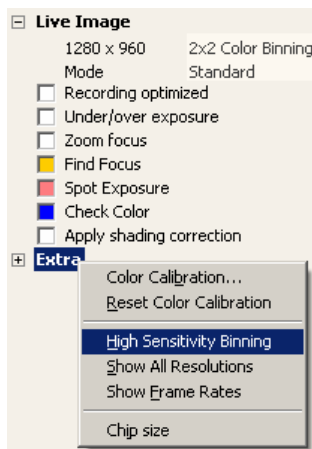 Live Image
1280 x 960 2x2 Color Binning
Mode Standard
Recording optimized
Under/over exposure
Zoom focus
Find Focus
Spot Exposure
Check Color
Apply shading correction
Extra
Color Calibration...
Reset Color Calibration
High Sensitivity Binning
Show All Resolutions
Show Frame Rates
Chip size